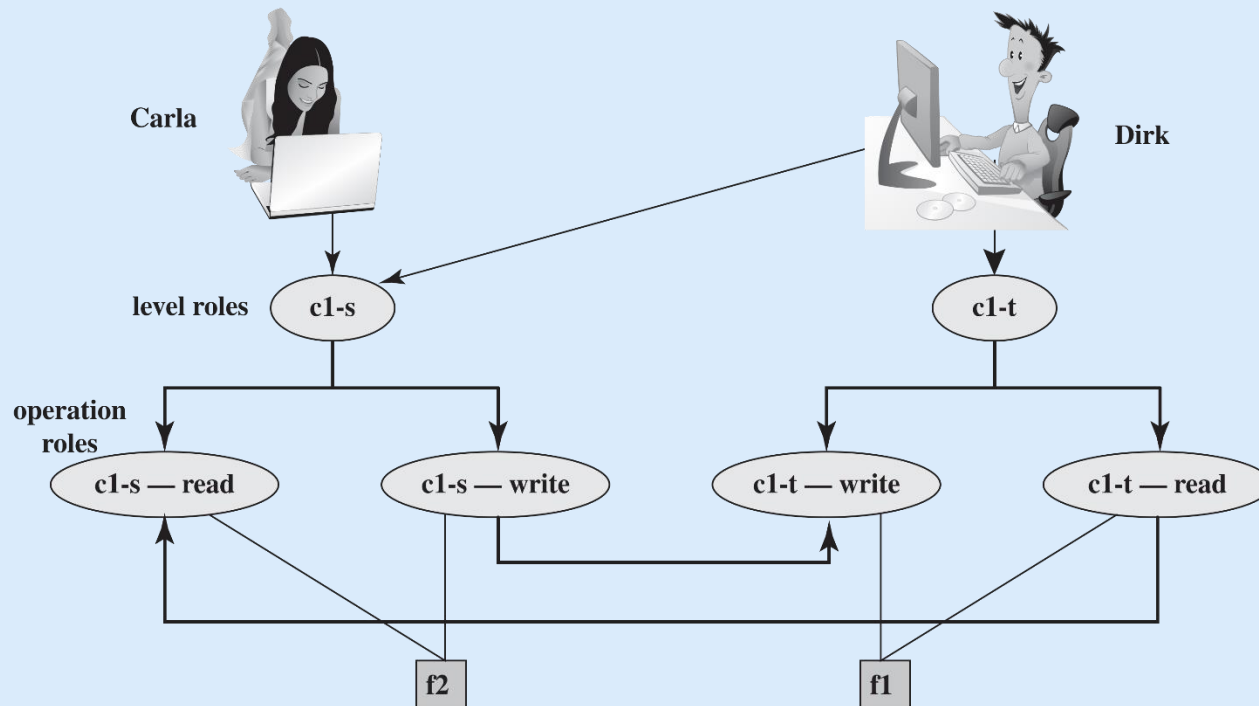 Carla
Dirk
level roles
c1-s
c1-t
operation
roles
c1-s — read
c1-s — write
c1-t — write
c1-t — read
f2
f1